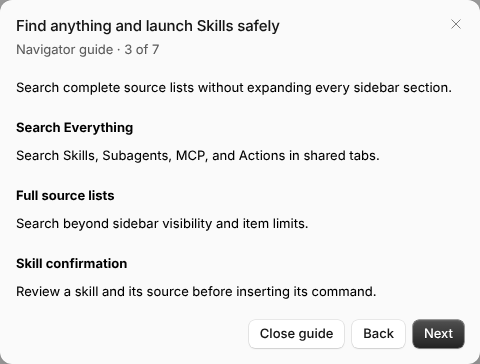 Find anything and launch Skills safely
Navigator guide · 3 of 7
Search complete source lists without expanding every sidebar section.
Search Everything
Search Skills, Subagents, MCP, and Actions in shared tabs.
Full source lists
Search beyond sidebar visibility and item limits.
Skill confirmation
Review a skill and its source before inserting its command.
Close guide Back Next